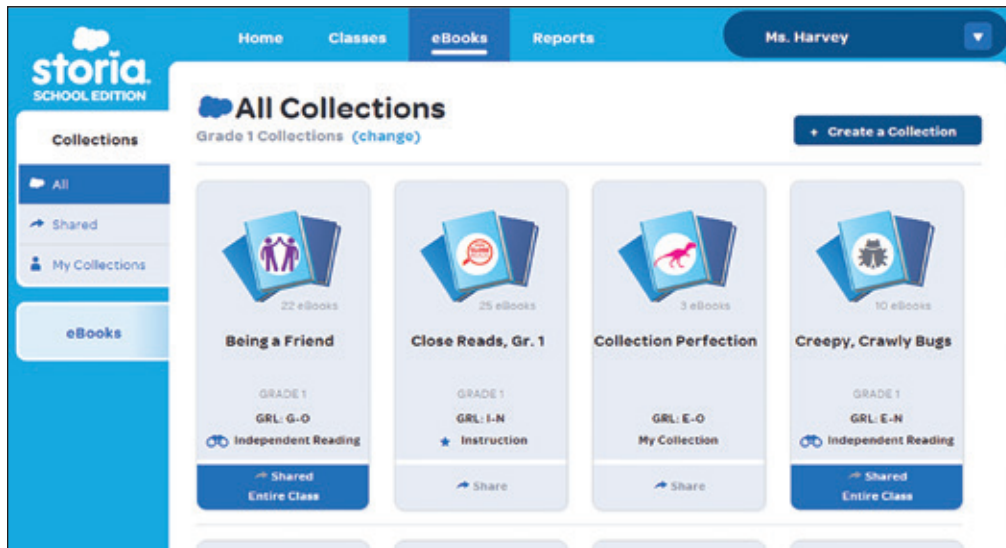 Home Classes eBooks Reports Ms. Harvey
storia
SCHOOL EDITION
Collections
All
Shared
My Collections
eBooks
All Collections
Grade 1 Collections (change)
+ Create a Collection
22 eBooks
Being a Friend
GRADE 1
GRL: G-O
Independent Reading
Shared
Entire Class
25 eBooks
Close Reads, Gr. 1
GRADE 1
GRL: I-N
Instruction
Share
3 eBooks
Collection Perfection
GRL: E-O
My Collection
Share
10 eBooks
Creepy, Crawly Bugs
GRADE 1
GRL: E-N
Independent Reading
Shared
Entire Class